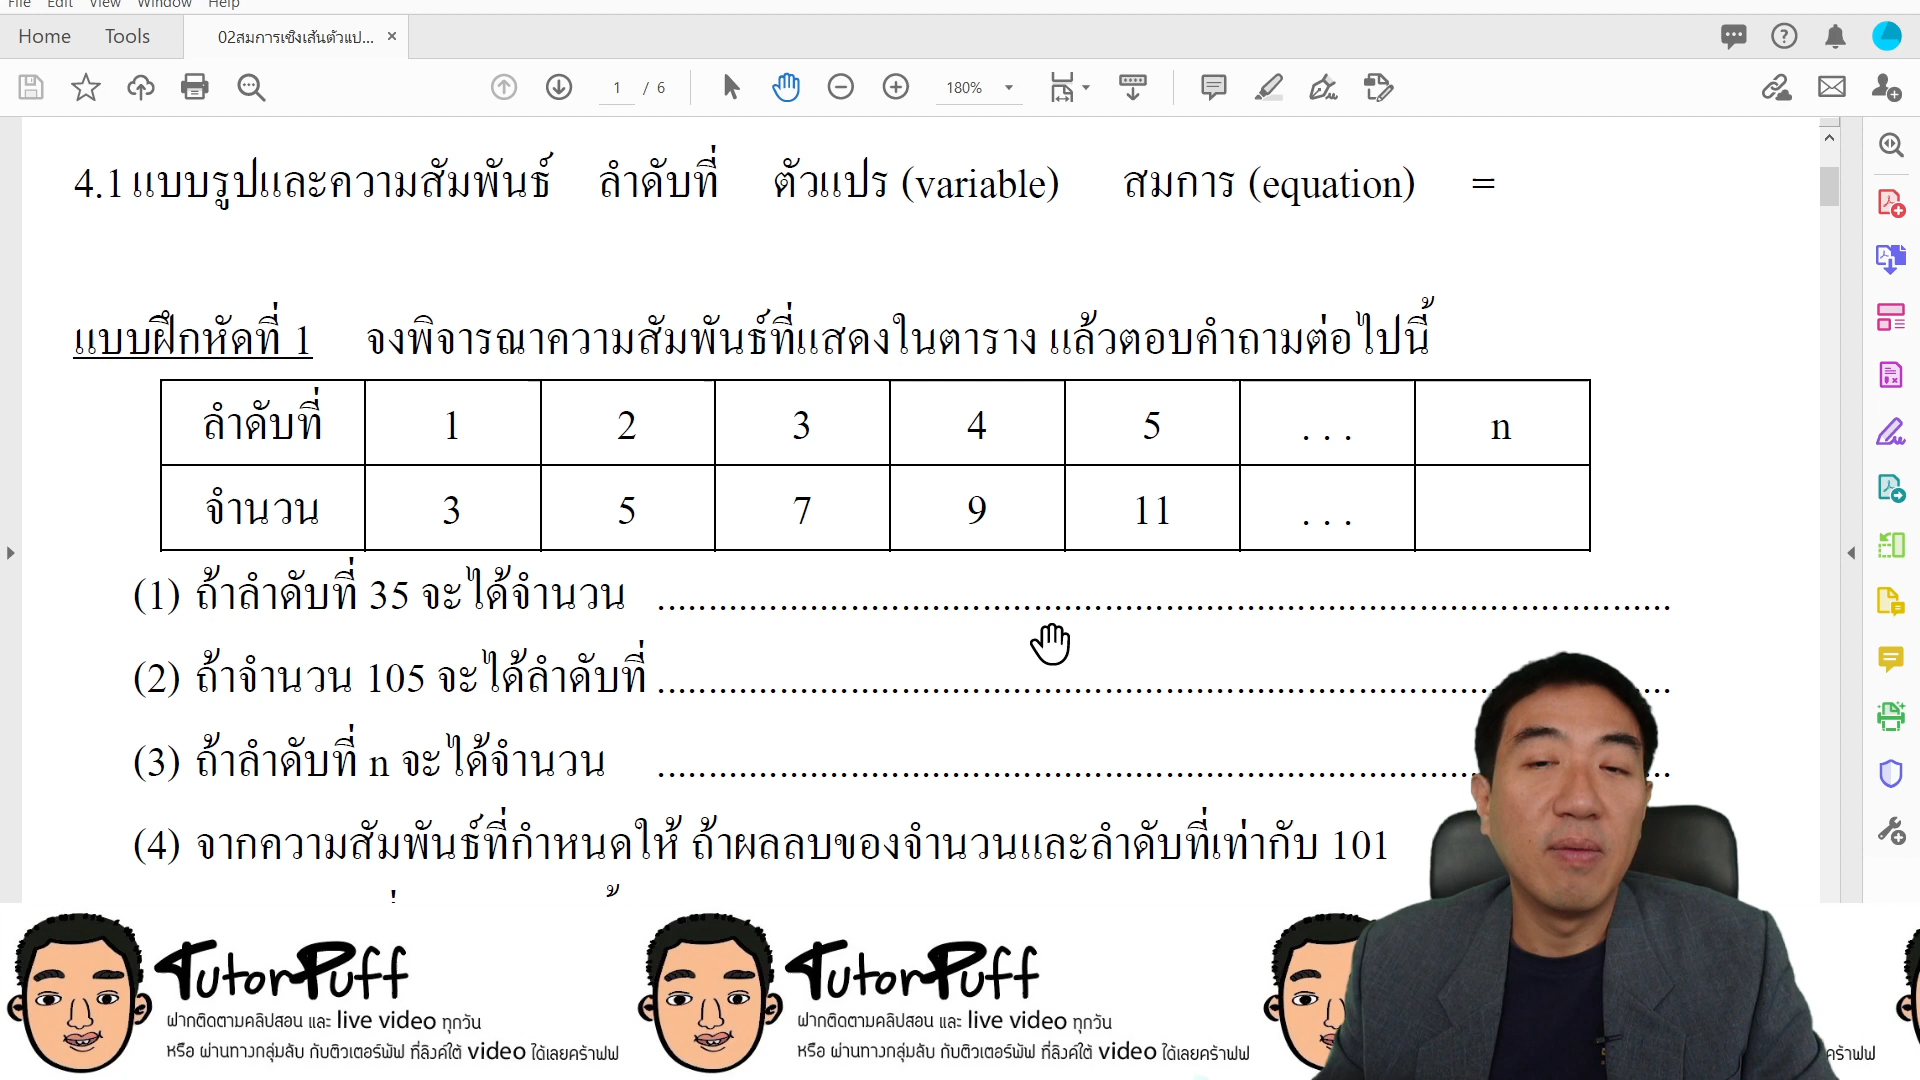 File Edit View Window Help
Home Tools 02สมการเชิงเส้นตัวแป... ×
1 / 6 180%
4.1 แบบรูปและความสัมพันธ์ ลำดับที่ ตัวแปร (variable) สมการ (equation) =
แบบฝึกหัดที่ 1 จงพิจารณาความสัมพันธ์ที่แสดงในตาราง แล้วตอบคำถามต่อไปนี้
ลำดับที่ 1 2 3 4 5 . . . n
จำนวน 3 5 7 9 11 . . .
(1) ถ้าลำดับที่ 35 จะได้จำนวน ....................
(2) ถ้าจำนวน 105 จะได้ลำดับที่ ....................
(3) ถ้าลำดับที่ n จะได้จำนวน ....................
(4) จากความสัมพันธ์ที่กำหนดให้ ถ้าผลลบของจำนวนและลำดับที่เท่ากับ 101
TutorPuff
ฝากติดตามคลิปสอน และ live video ทุกวัน
หรือ ผ่านทางกลุ่มลับ กับติวเตอร์พัฟ ที่ลิงค์ใต้ video ได้เลยคร้าฟฟ
TutorPuff
ฝากติดตามคลิปสอน และ live video ทุกวัน
หรือ ผ่านทางกลุ่มลับ กับติวเตอร์พัฟ ที่ลิงค์ใต้ video ได้เลยคร้าฟฟ